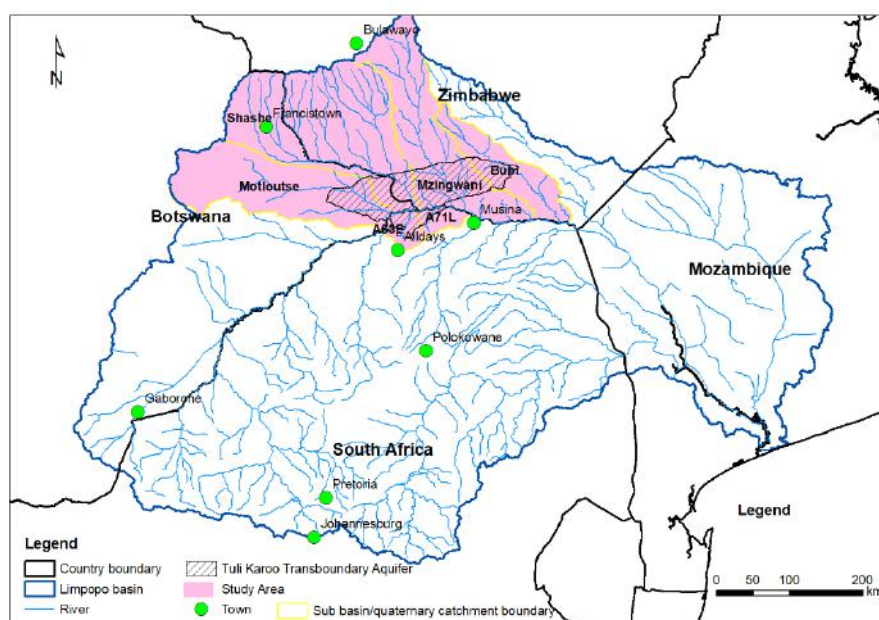 Bulawayo
N
Zimbabwe
Shashe
Francistown
Bubi
Motloutse
Mzingwani
Botswana
A71L
Musina
Alldays
Mozambique
Polokwane
Gaborone
South Africa
Pretoria
Legend
Johannesburg
Legend
Country boundary
Tuli Karoo Transboundary Aquifer
Limpopo basin
Study Area
0 50 100 200
km
River
Town
Sub basin/quaternary catchment boundary